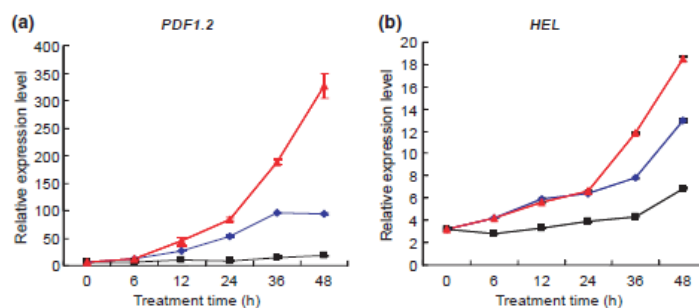 (a)
PDF1.2
Relative expression level
400
350
300
250
200
150
100
50
0
0 6 12 24 36 48
Treatment time (h)
(b)
HEL
Relative expression level
20
18
16
14
12
10
8
6
4
2
0
0 6 12 24 36 48
Treatment time (h)